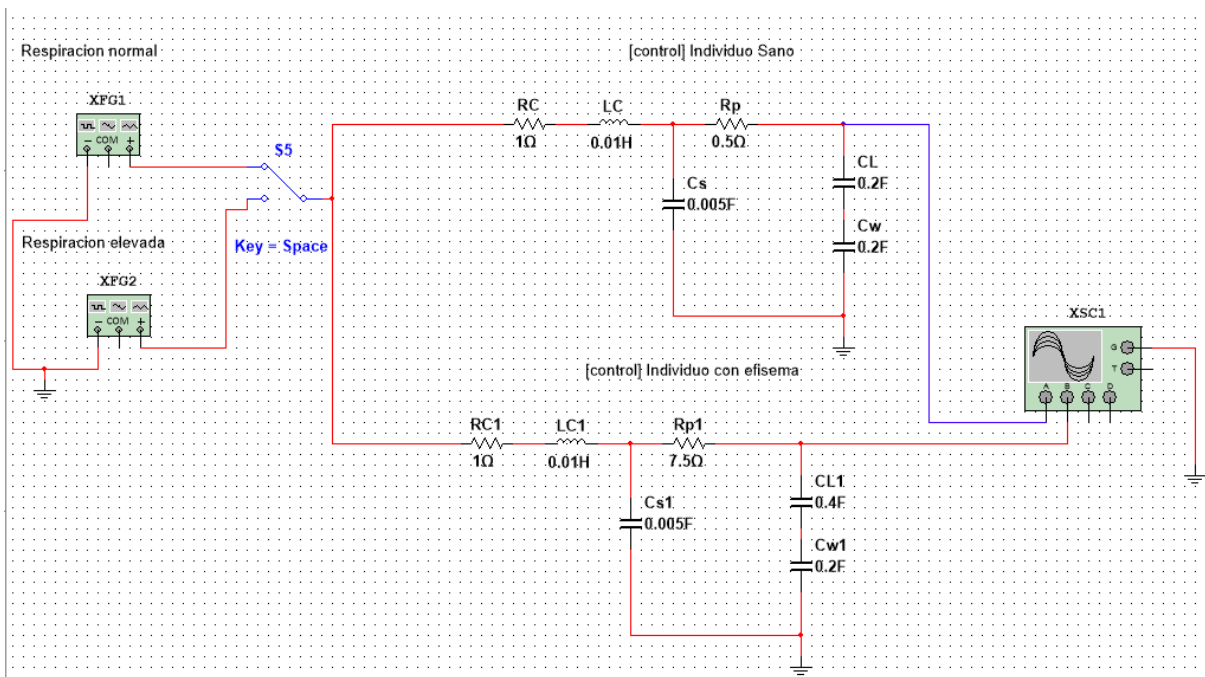 Respiracion normal
[control] Individuo Sano
XFG1
COM
S5
RC
1Ω
LC
0.01H
Rp
0.5Ω
Cs
0.005F
CL
0.2F
Cw
0.2F
Respiracion elevada
Key = Space
XFG2
COM
XSC1
G
T
A B C D
[control] Individuo con efisema
RC1
1Ω
LC1
0.01H
Rp1
7.5Ω
Cs1
0.005F
CL1
0.4F
Cw1
0.2F